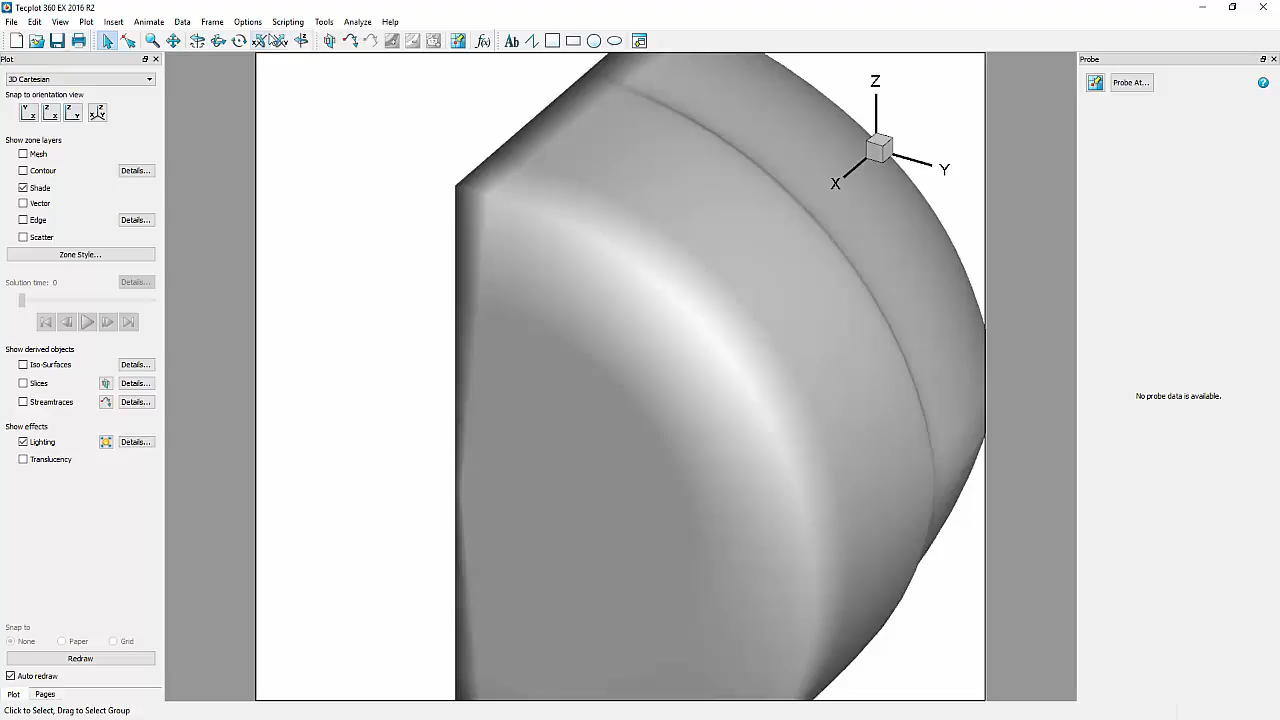 Tecplot 360 EX 2016 R2
File Edit View Plot Insert Animate Data Frame Options Scripting Tools Analyze Help
Plot
Probe
3D Cartesian
Probe At...
Snap to orientation view
Show zone layers
Mesh
Contour Details...
Shade
Vector
Edge Details...
Scatter
Zone Style...
Solution time: 0 Details...
Show derived objects
Iso-Surfaces Details...
Slices Details...
Streamtraces Details...
Show effects
Lighting Details...
Translucency
Snap to
None Paper Grid
Redraw
Auto redraw
Plot Pages
Click to Select, Drag to Select Group
Z
Y
X
No probe data is available.